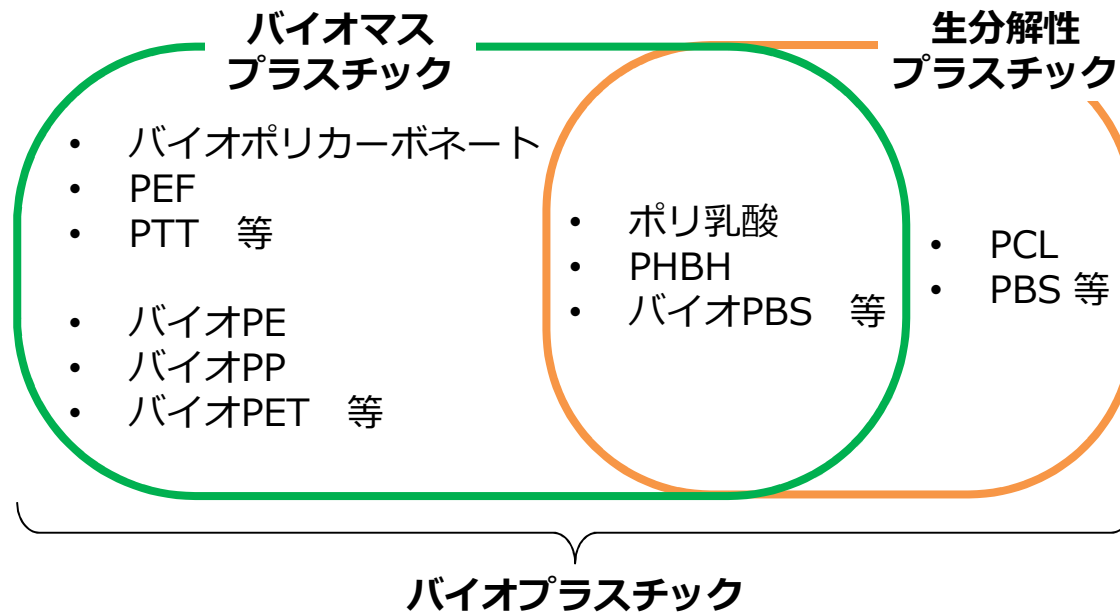 バイオマス
プラスチック
生分解性
プラスチック
• バイオポリカーボネート
• PEF
• PTT　等
• バイオPE
• バイオPP
• バイオPET　等
• ポリ乳酸
• PHBH
• バイオPBS　等
• PCL
• PBS 等
バイオプラスチック